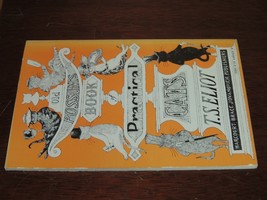 OLD
POSSUM'S
BOOK
OF
Practical
CATS
T.S. ELIOT